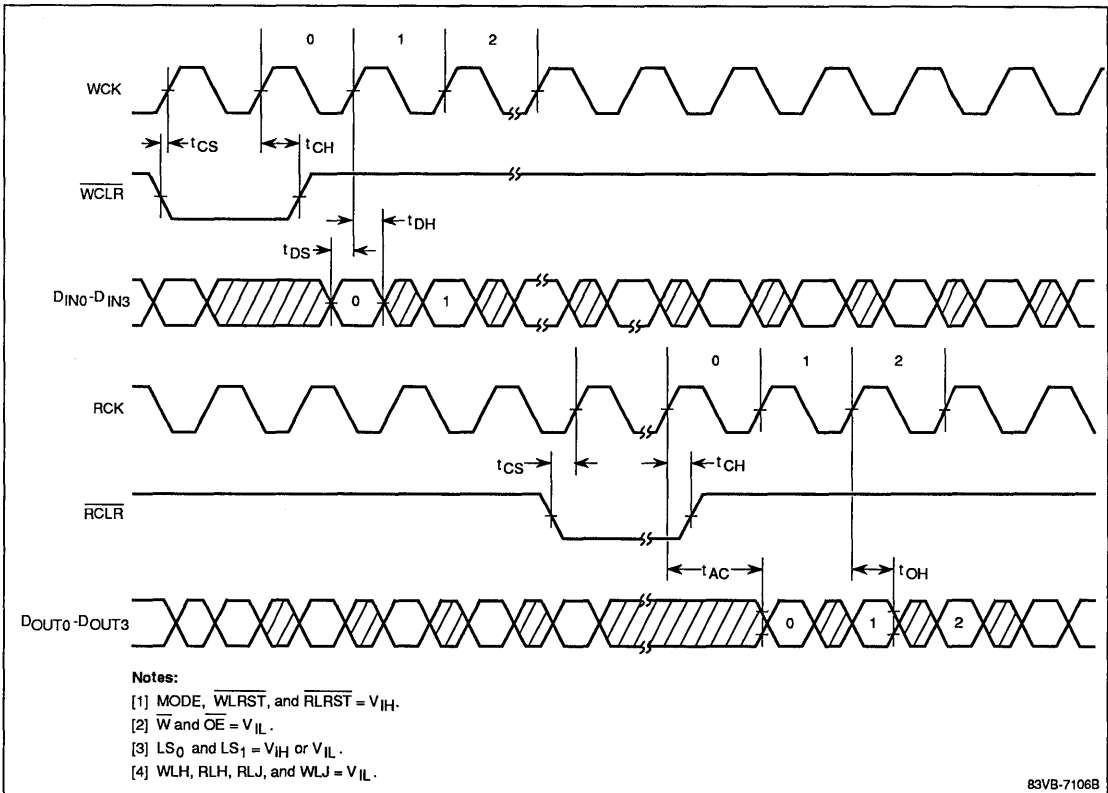 0 1 2
WCK
tCS tCH
WCLR
tDH
tDS
DIN0-DIN3 0 1
0 1 2
RCK
tCS tCH
RCLR
tAC tOH
DOUT0-DOUT3 0 1 2
Notes:
[1] MODE, WLRST, and RLRST = VIH.
[2] W and OE = VIL.
[3] LS0 and LS1 = VIH or VIL.
[4] WLH, RLH, RLJ, and WLJ = VIL.
83VB-7106B